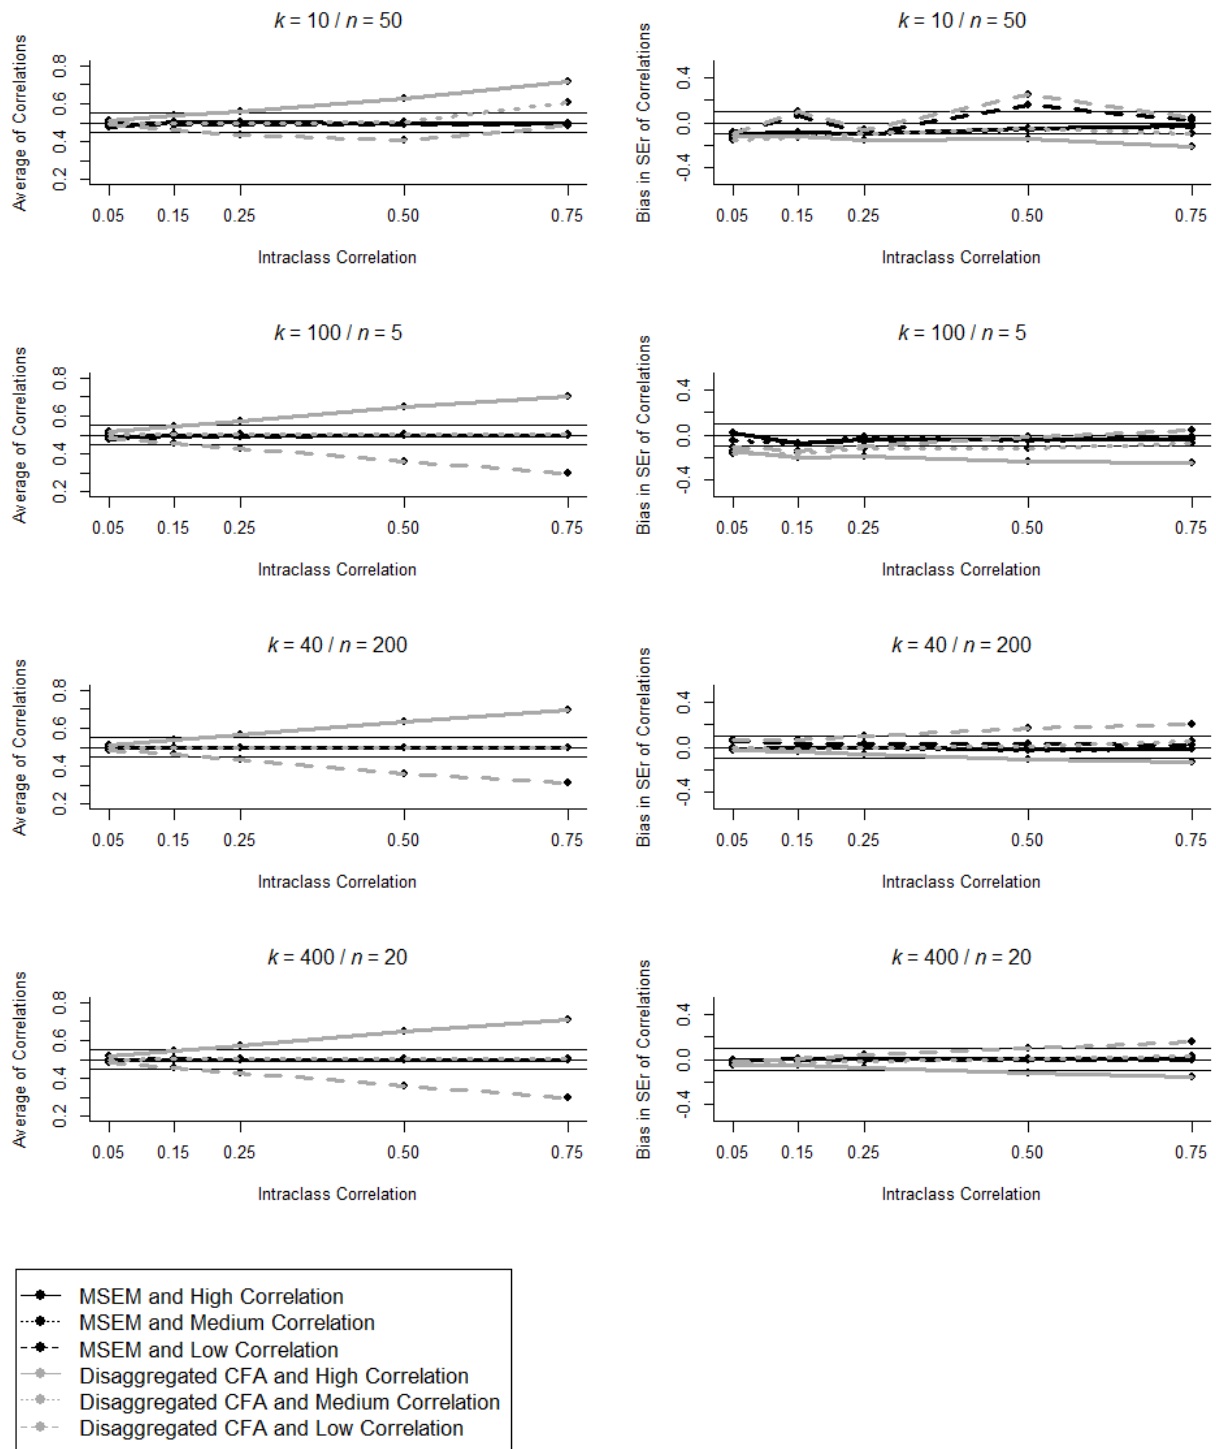 k = 10 / n = 50
Average of Correlations
0.2 0.4 0.6 0.8
0.05 0.15 0.25 0.50 0.75
Intraclass Correlation
k = 10 / n = 50
Bias in SEr of Correlations
-0.4 0.0 0.4
0.05 0.15 0.25 0.50 0.75
Intraclass Correlation
k = 100 / n = 5
Average of Correlations
0.2 0.4 0.6 0.8
0.05 0.15 0.25 0.50 0.75
Intraclass Correlation
k = 100 / n = 5
Bias in SEr of Correlations
-0.4 0.0 0.4
0.05 0.15 0.25 0.50 0.75
Intraclass Correlation
k = 40 / n = 200
Average of Correlations
0.2 0.4 0.6 0.8
0.05 0.15 0.25 0.50 0.75
Intraclass Correlation
k = 40 / n = 200
Bias in SEr of Correlations
-0.4 0.0 0.4
0.05 0.15 0.25 0.50 0.75
Intraclass Correlation
k = 400 / n = 20
Average of Correlations
0.2 0.4 0.6 0.8
0.05 0.15 0.25 0.50 0.75
Intraclass Correlation
k = 400 / n = 20
Bias in SEr of Correlations
-0.4 0.0 0.4
0.05 0.15 0.25 0.50 0.75
Intraclass Correlation
MSEM and High Correlation
MSEM and Medium Correlation
MSEM and Low Correlation
Disaggregated CFA and High Correlation
Disaggregated CFA and Medium Correlation
Disaggregated CFA and Low Correlation